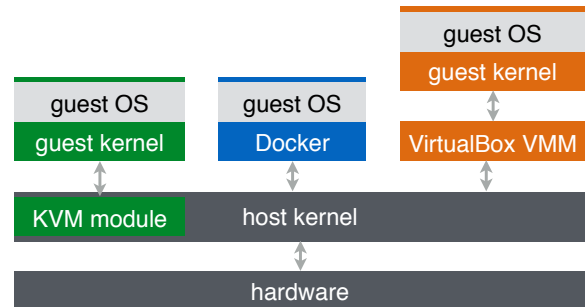 guest OS
guest kernel
guest OS
guest kernel
guest OS
Docker
VirtualBox VMM
KVM module
host kernel
hardware